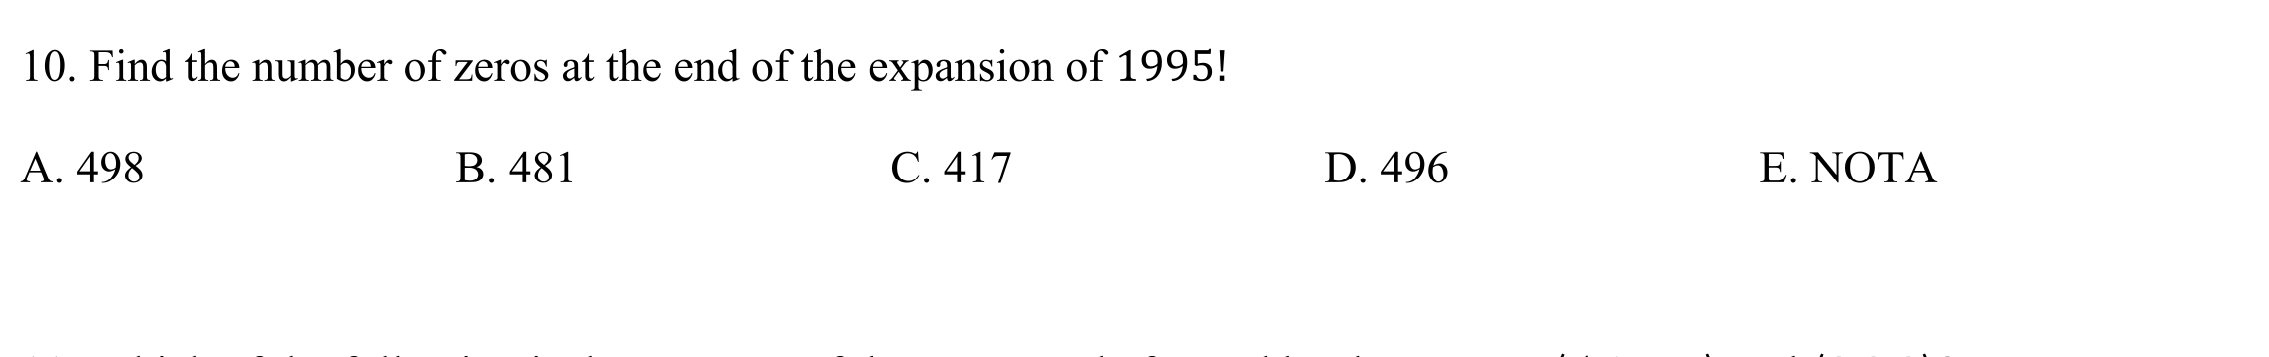 10. Find the number of zeros at the end of the expansion of 1995!
A. 498 B. 481 C. 417 D. 496 E. NOTA